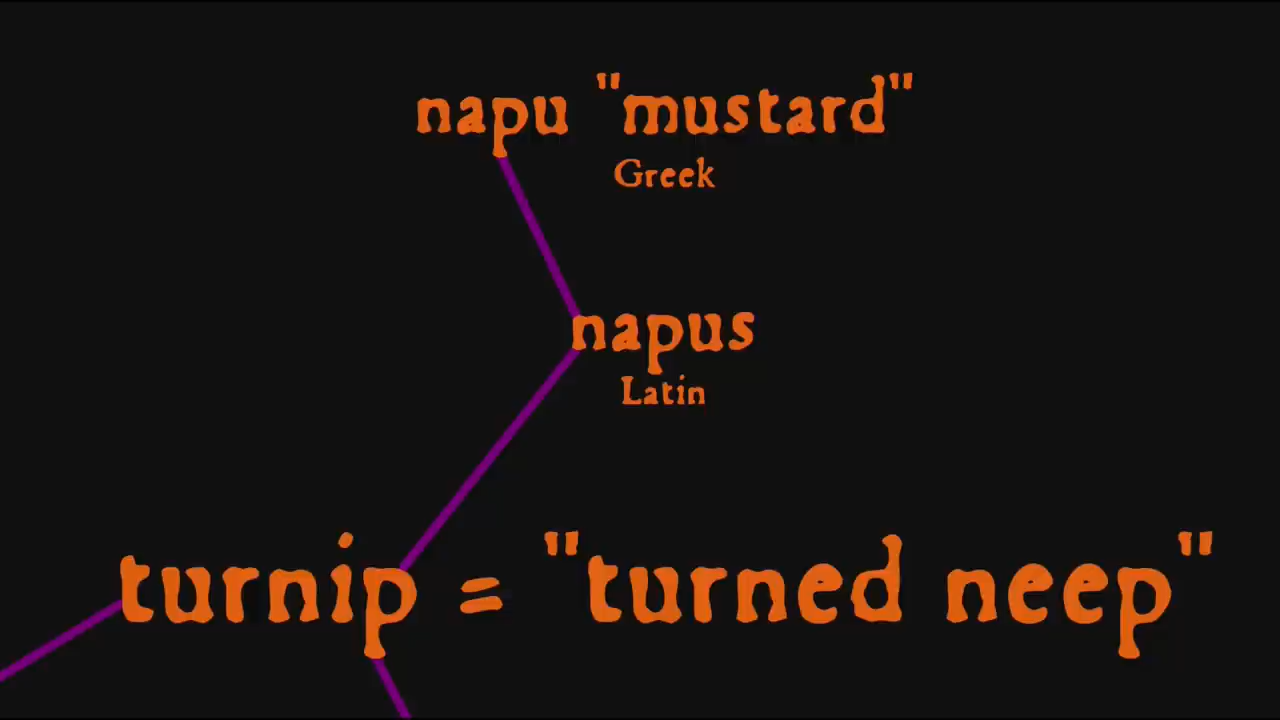 napu "mustard"
Greek
napus
Latin
turnip = "turned neep"